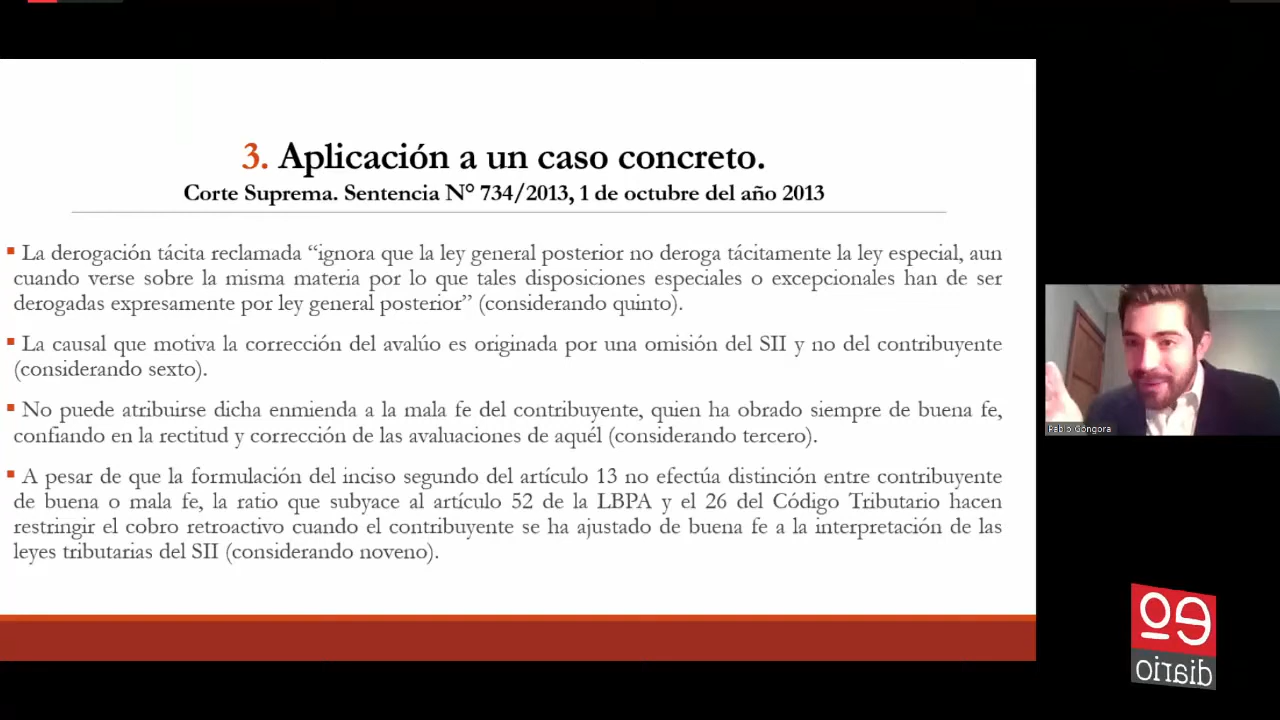 3. Aplicación a un caso concreto.
Corte Suprema. Sentencia N° 734/2013, 1 de octubre del año 2013
▪ La derogación tácita reclamada “ignora que la ley general posterior no deroga tácitamente la ley especial, aun
cuando verse sobre la misma materia por lo que tales disposiciones especiales o excepcionales han de ser
derogadas expresamente por ley general posterior” (considerando quinto).
▪ La causal que motiva la corrección del avalúo es originada por una omisión del SII y no del contribuyente
(considerando sexto).
▪ No puede atribuirse dicha enmienda a la mala fe del contribuyente, quien ha obrado siempre de buena fe,
confiando en la rectitud y corrección de las avaluaciones de aquél (considerando tercero).
▪ A pesar de que la formulación del inciso segundo del artículo 13 no efectúa distinción entre contribuyente
de buena o mala fe, la ratio que subyace al artículo 52 de la LBPA y el 26 del Código Tributario hacen
restringir el cobro retroactivo cuando el contribuyente se ha ajustado de buena fe a la interpretación de las
leyes tributarias del SII (considerando noveno).
Pablo Góngora
diario